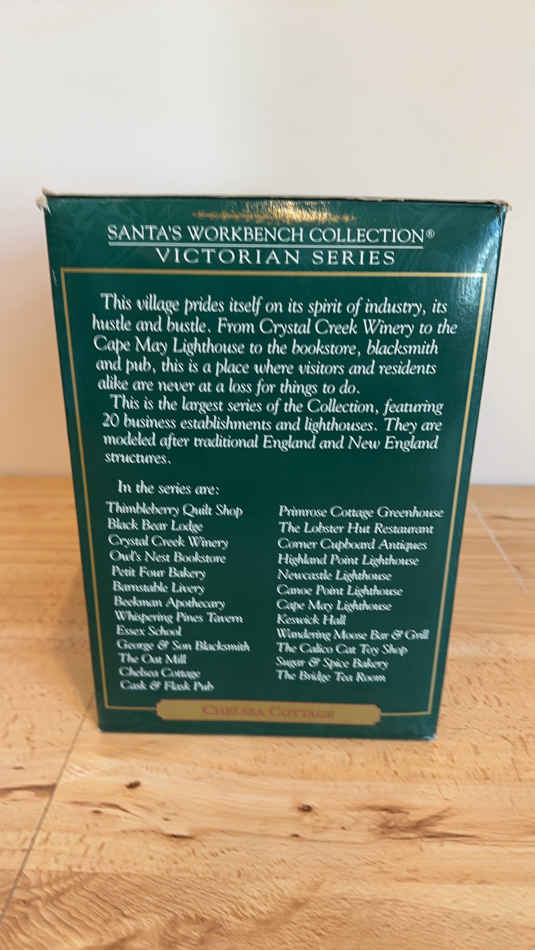 SANTA'S WORKBENCH COLLECTION®
VICTORIAN SERIES
This village prides itself on its spirit of industry, its
hustle and bustle. From Crystal Creek Winery to the
Cape May Lighthouse to the bookstore, blacksmith
and pub, this is a place where visitors and residents
alike are never at a loss for things to do.
This is the largest series of the Collection, featuring
20 business establishments and lighthouses. They are
modeled after traditional England and New England
structures.
In the series are:
Thimbleberry Quilt Shop
Black Bear Lodge
Crystal Creek Winery
Owl's Nest Bookstore
Petit Four Bakery
Barnstable Livery
Beekman Apothecary
Whispering Pines Tavern
Essex School
George & Son Blacksmith
The Oat Mill
Chelsea Cottage
Cask & Flask Pub
Primrose Cottage Greenhouse
The Lobster Hut Restaurant
Corner Cupboard Antiques
Highland Point Lighthouse
Newcastle Lighthouse
Canoe Point Lighthouse
Cape May Lighthouse
Keswick Hall
Wandering Moose Bar & Grill
The Calico Cat Toy Shop
Sugar & Spice Bakery
The Bridge Tea Room
CHELSEA COTTAGE